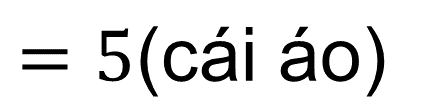 = 5(cái áo)